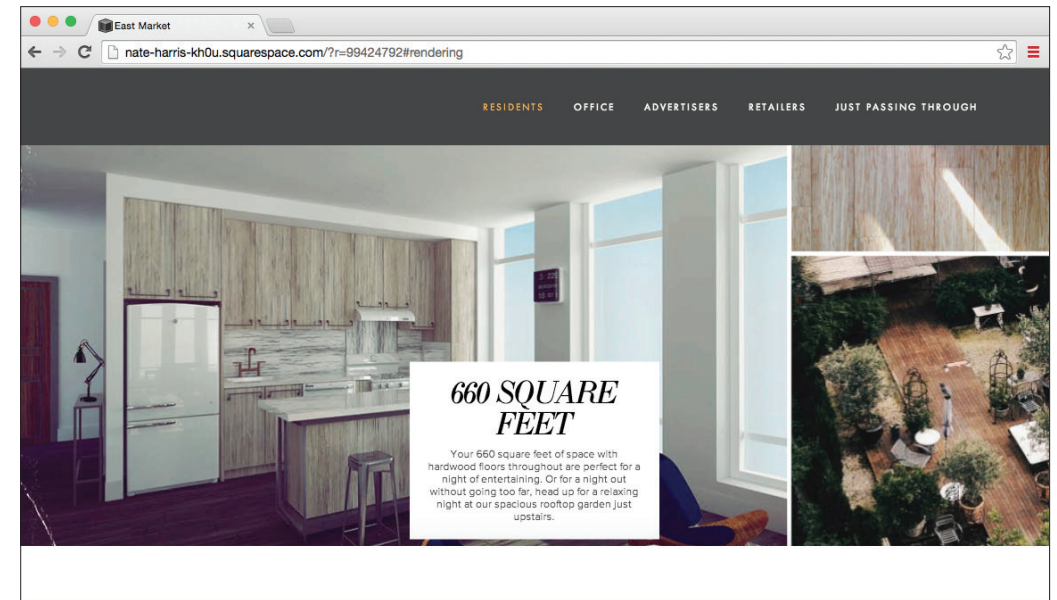 East Market
nate-harris-kh0u.squarespace.com/?r=99424792#rendering
RESIDENTS OFFICE ADVERTISERS RETAILERS JUST PASSING THROUGH
660 SQUARE
FEET
Your 660 square feet of space with
hardwood floors throughout are perfect for a
night of entertaining. Or for a night out
without going too far, head up for a relaxing
night at our spacious rooftop garden just
upstairs.